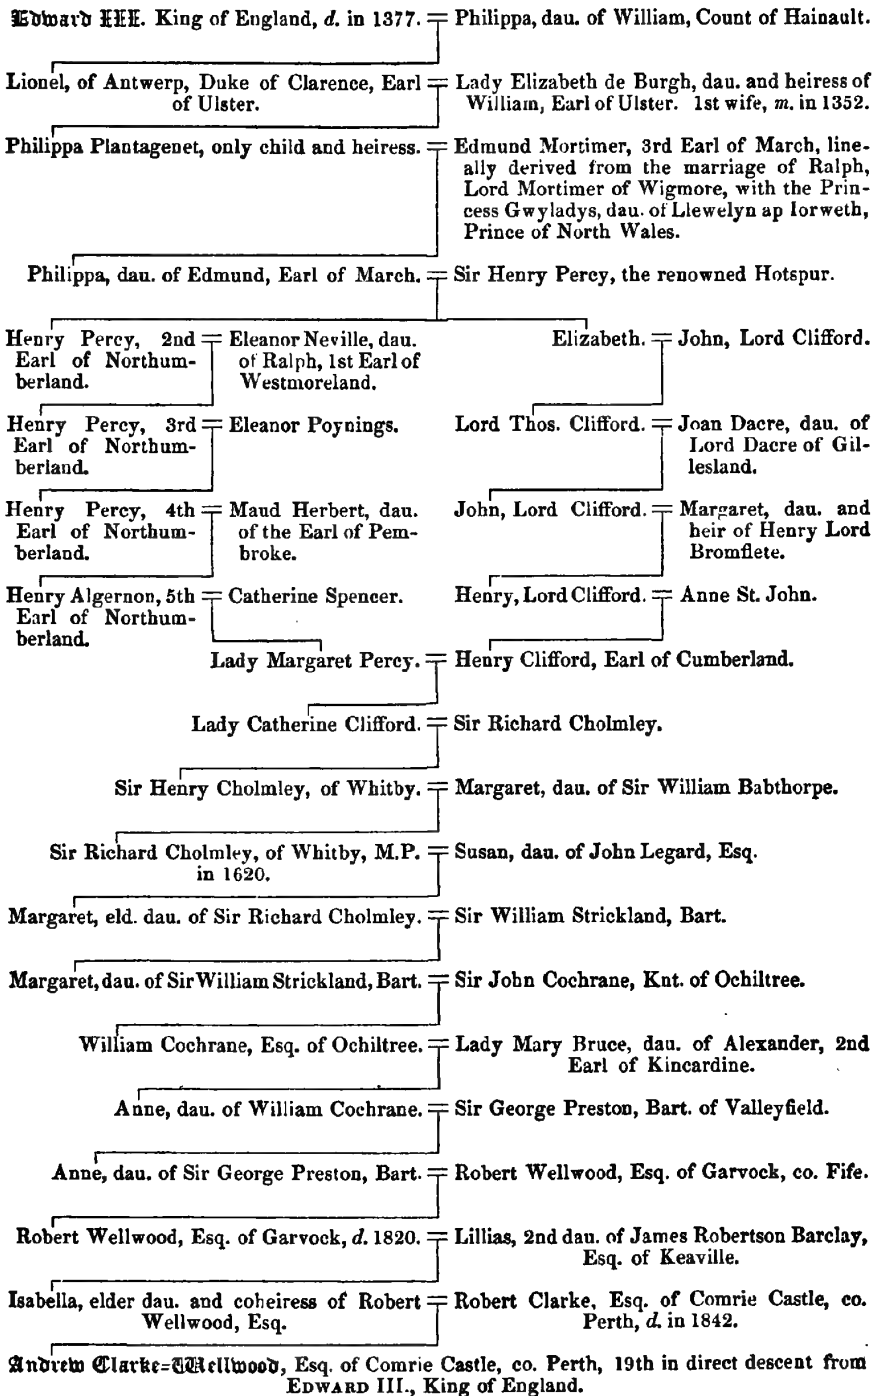 Edward III. King of England, d. in 1377. = Philippa, dau. of William, Count of Hainault.
Lionel, of Antwerp, Duke of Clarence, Earl
of Ulster.
= Lady Elizabeth de Burgh, dau. and heiress of
William, Earl of Ulster. 1st wife, m. in 1352.
Philippa Plantagenet, only child and heiress. = Edmund Mortimer, 3rd Earl of March, line-
ally derived from the marriage of Ralph,
Lord Mortimer of Wigmore, with the Prin-
cess Gwyladys, dau. of Llewelyn ap Iorweth,
Prince of North Wales.
Philippa, dau. of Edmund, Earl of March. = Sir Henry Percy, the renowned Hotspur.
Henry Percy, 2nd
Earl of Northum-
berland.
= Eleanor Neville, dau.
of Ralph, 1st Earl of
Westmoreland.
Elizabeth. = John, Lord Clifford.
Henry Percy, 3rd
Earl of Northum-
berland.
= Eleanor Poynings.
Lord Thos. Clifford. = Joan Dacre, dau. of
Lord Dacre of Gil-
lesland.
Henry Percy, 4th
Earl of Northum-
berland.
= Maud Herbert, dau.
of the Earl of Pem-
broke.
John, Lord Clifford. = Margaret, dau. and
heir of Henry Lord
Bromflete.
Henry Algernon, 5th
Earl of Northum-
berland.
= Catherine Spencer.
Henry, Lord Clifford. = Anne St. John.
Lady Margaret Percy. = Henry Clifford, Earl of Cumberland.
Lady Catherine Clifford. = Sir Richard Cholmley.
Sir Henry Cholmley, of Whitby. = Margaret, dau. of Sir William Babthorpe.
Sir Richard Cholmley, of Whitby, M.P.
in 1620.
= Susan, dau. of John Legard, Esq.
Margaret, eld. dau. of Sir Richard Cholmley. = Sir William Strickland, Bart.
Margaret, dau. of Sir William Strickland, Bart. = Sir John Cochrane, Knt. of Ochiltree.
William Cochrane, Esq. of Ochiltree. = Lady Mary Bruce, dau. of Alexander, 2nd
Earl of Kincardine.
Anne, dau. of William Cochrane. = Sir George Preston, Bart. of Valleyfield.
Anne, dau. of Sir George Preston, Bart. = Robert Wellwood, Esq. of Garvock, co. Fife.
Robert Wellwood, Esq. of Garvock, d. 1820. = Lillias, 2nd dau. of James Robertson Barclay,
Esq. of Keaville.
Isabella, elder dau. and coheiress of Robert
Wellwood, Esq.
= Robert Clarke, Esq. of Comrie Castle, co.
Perth, d. in 1842.
Andrew Clarke=Wellwood, Esq. of Comrie Castle, co. Perth, 19th in direct descent from
EDWARD III., King of England.